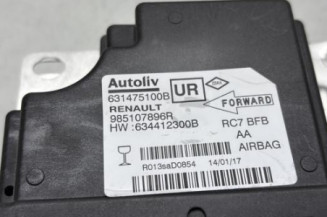 Autoliv
UR
631475100B
RENAULT
FORWARD
985107896R
HW :634412300B
RC7 BFB
AA
AIRBAG
R013saD0854
14/01/17